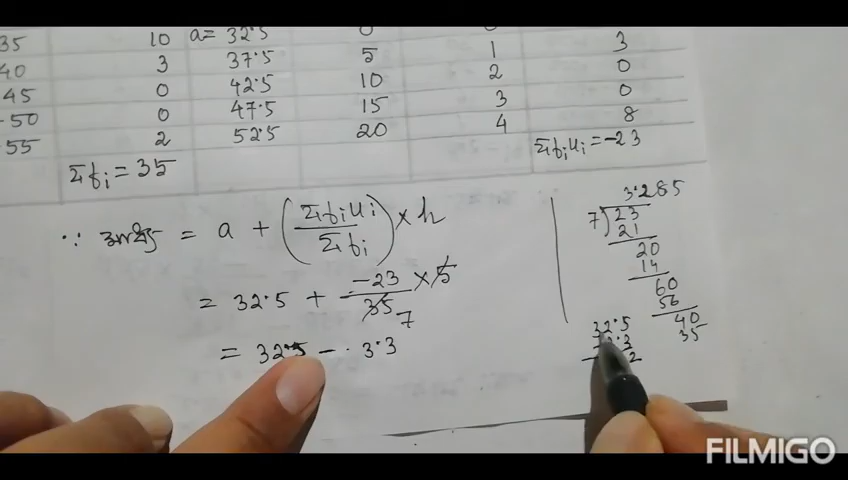 35 10 a= 32.5 0 0
40 3 37.5 5 1 3
45 0 42.5 10 2 0
-50 0 47.5 15 3 0
55 2 52.5 20 4 8
Σfi = 35 Σfiui = -23
∵ = a + (Σfiui / Σfi) × h
= 32.5 + -23/35 × 5
7
= 32.5 - 3.3
3.285
7)23
21
20
14
60
56
40
35
32.5
3.3
2
FILMIGO